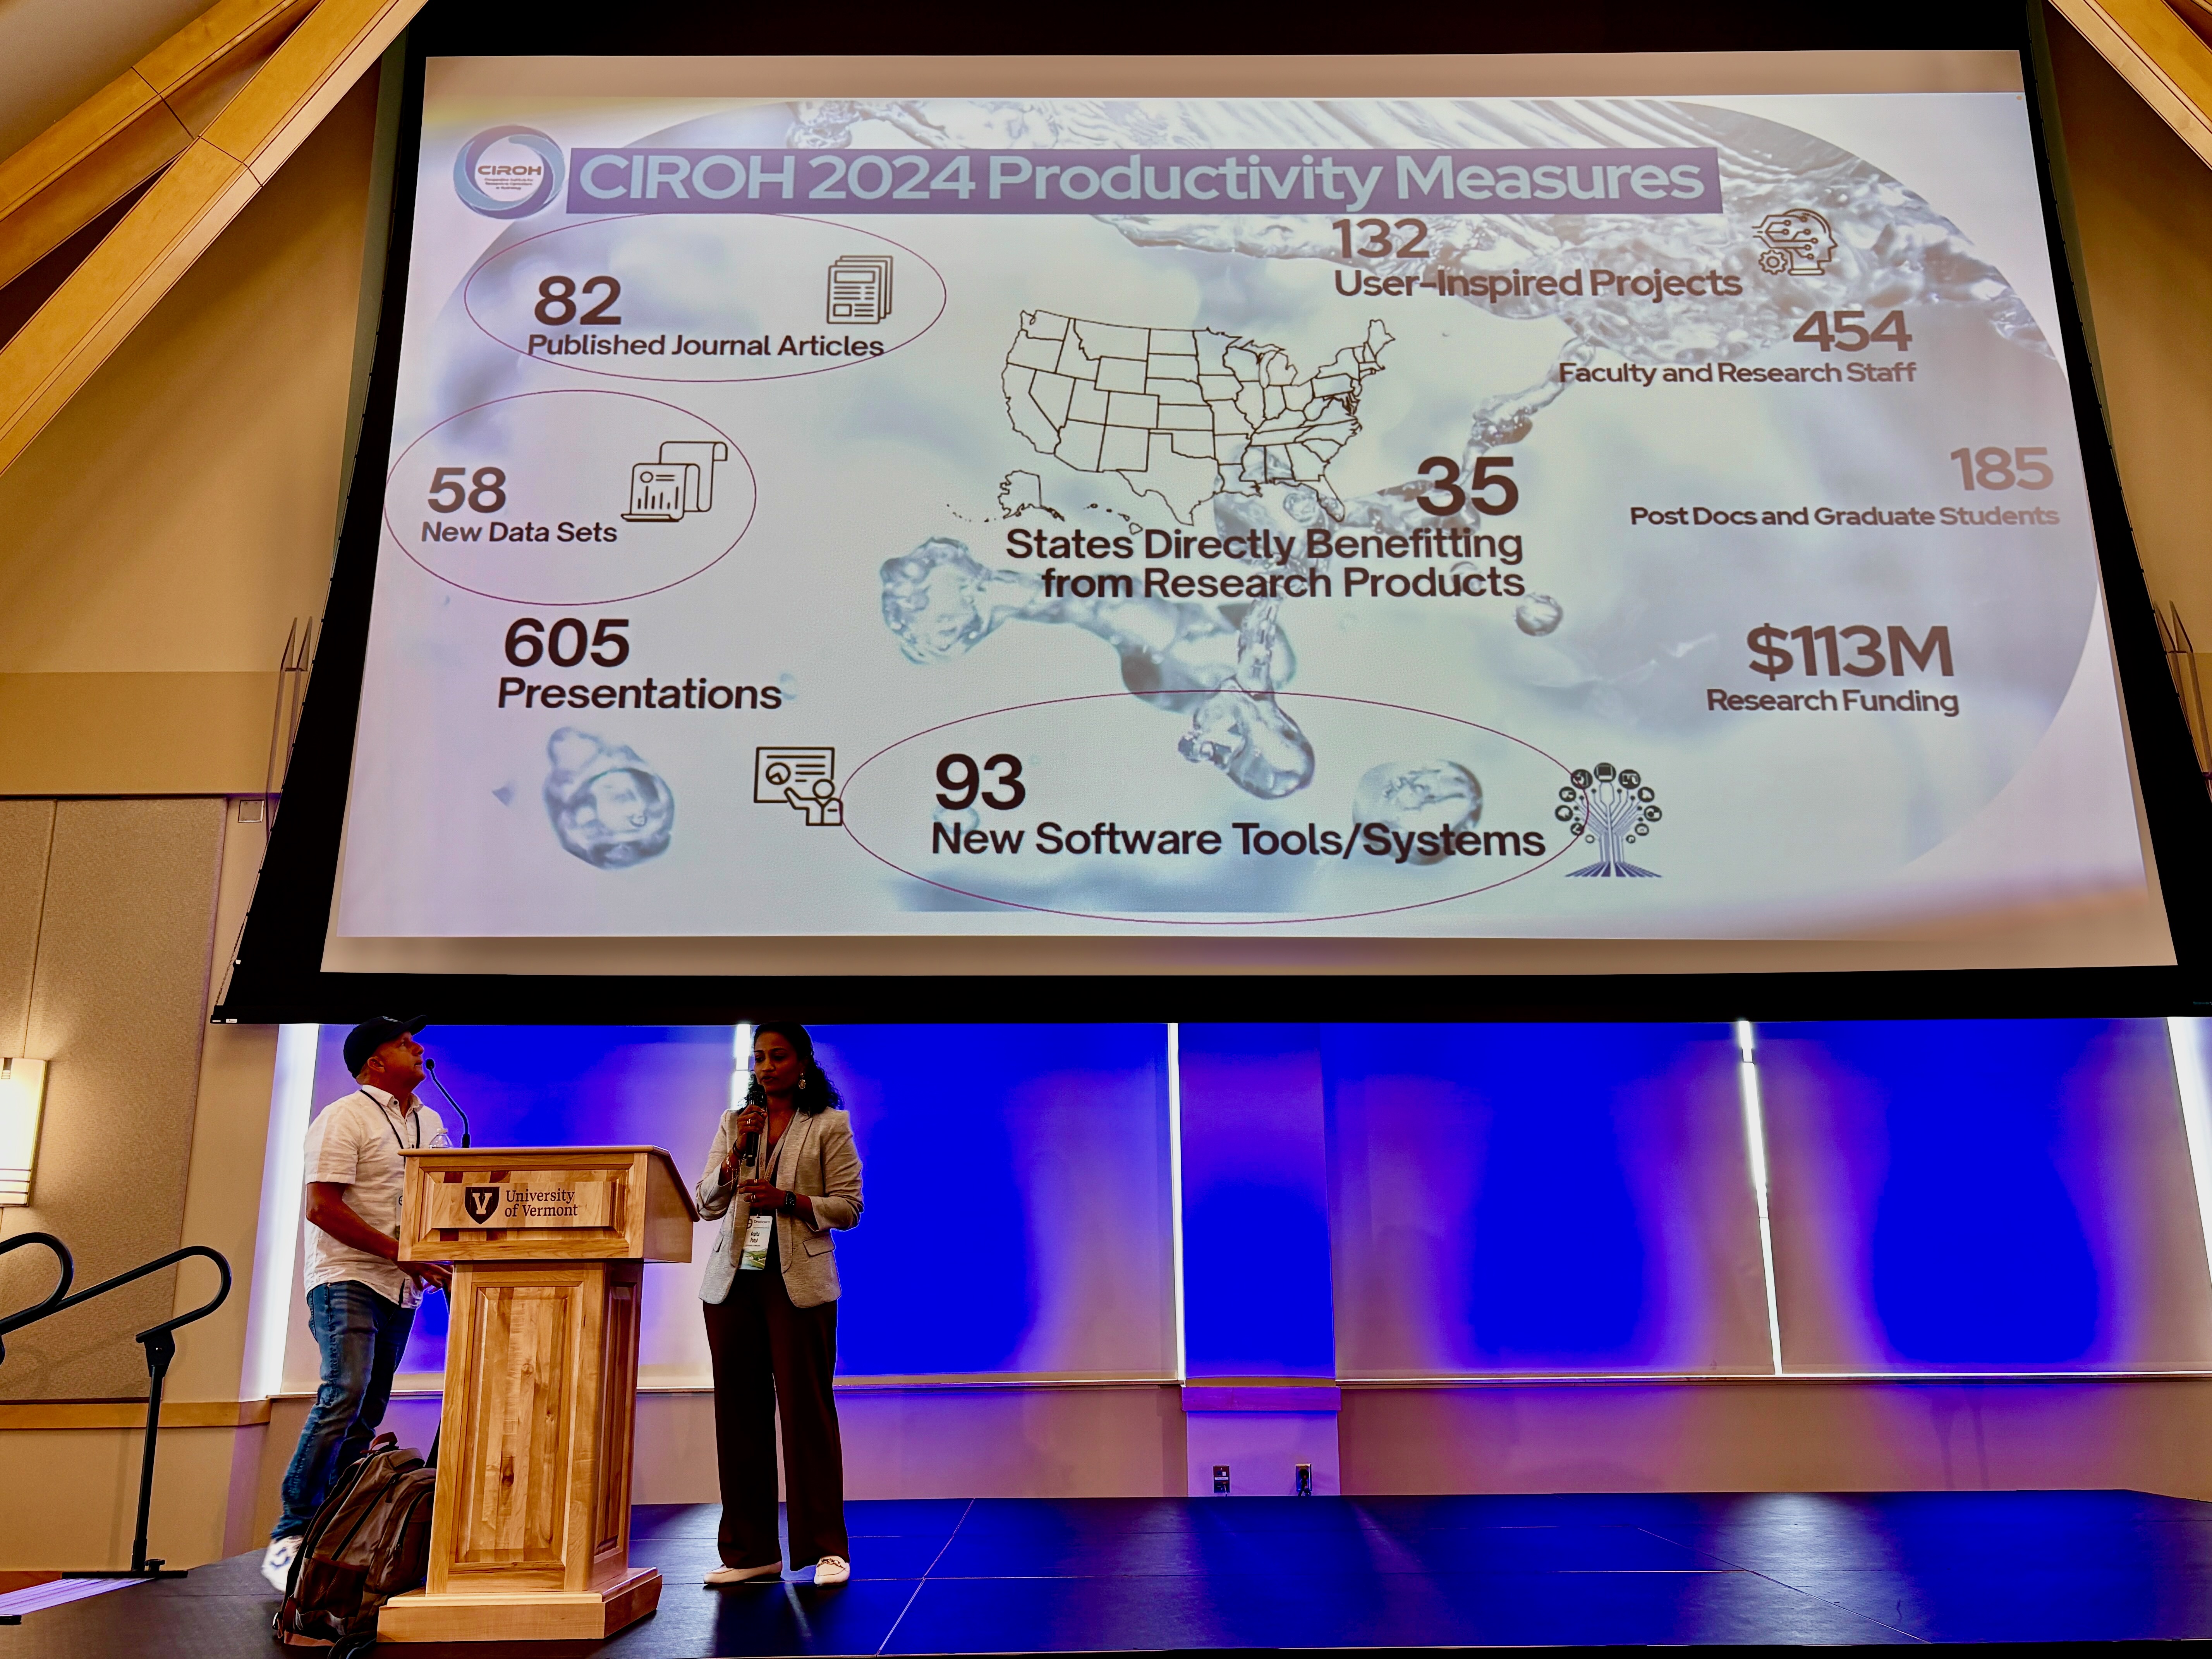 CIROH
CIROH 2024 Productivity Measures
82
Published Journal Articles
132
User-Inspired Projects
454
Faculty and Research Staff
58
New Data Sets
35
States Directly Benefitting
from Research Products
185
Post Docs and Graduate Students
605
Presentations
$113M
Research Funding
93
New Software Tools/Systems
V
University
of Vermont
Arpita
Patel